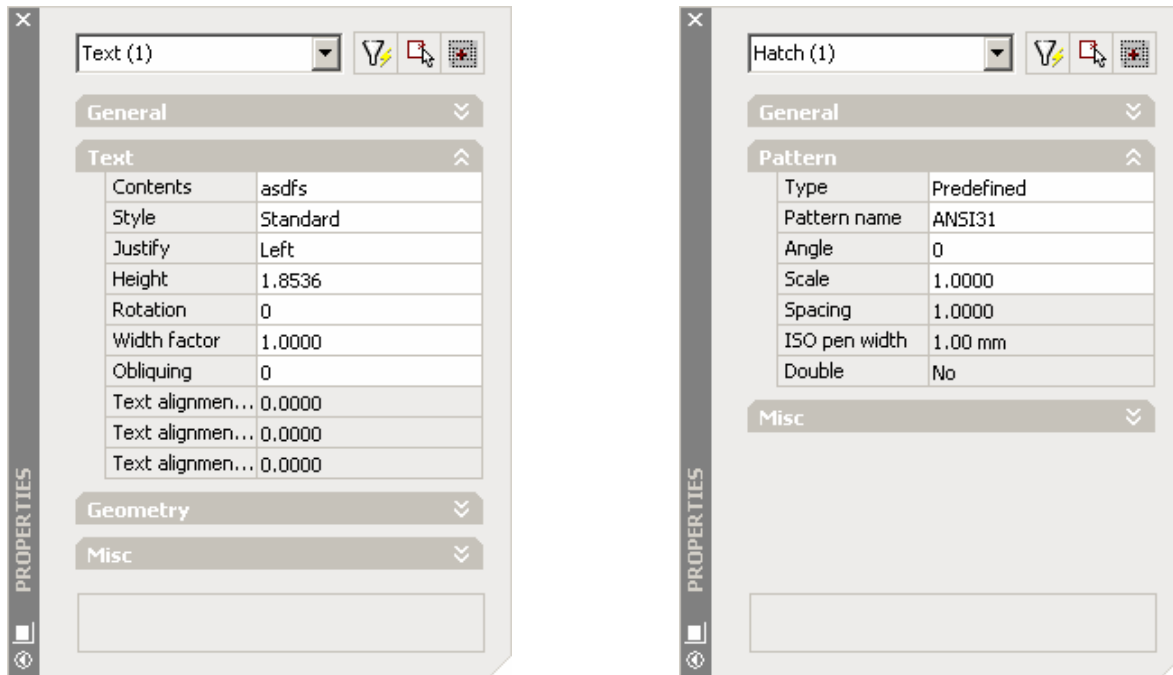 Text (1)
General
Text
Contents asdfs
Style Standard
Justify Left
Height 1.8536
Rotation 0
Width factor 1.0000
Obliquing 0
Text alignmen... 0.0000
Text alignmen... 0.0000
Text alignmen... 0.0000
Geometry
Misc
PROPERTIES
Hatch (1)
General
Pattern
Type Predefined
Pattern name ANSI31
Angle 0
Scale 1.0000
Spacing 1.0000
ISO pen width 1.00 mm
Double No
Misc
PROPERTIES